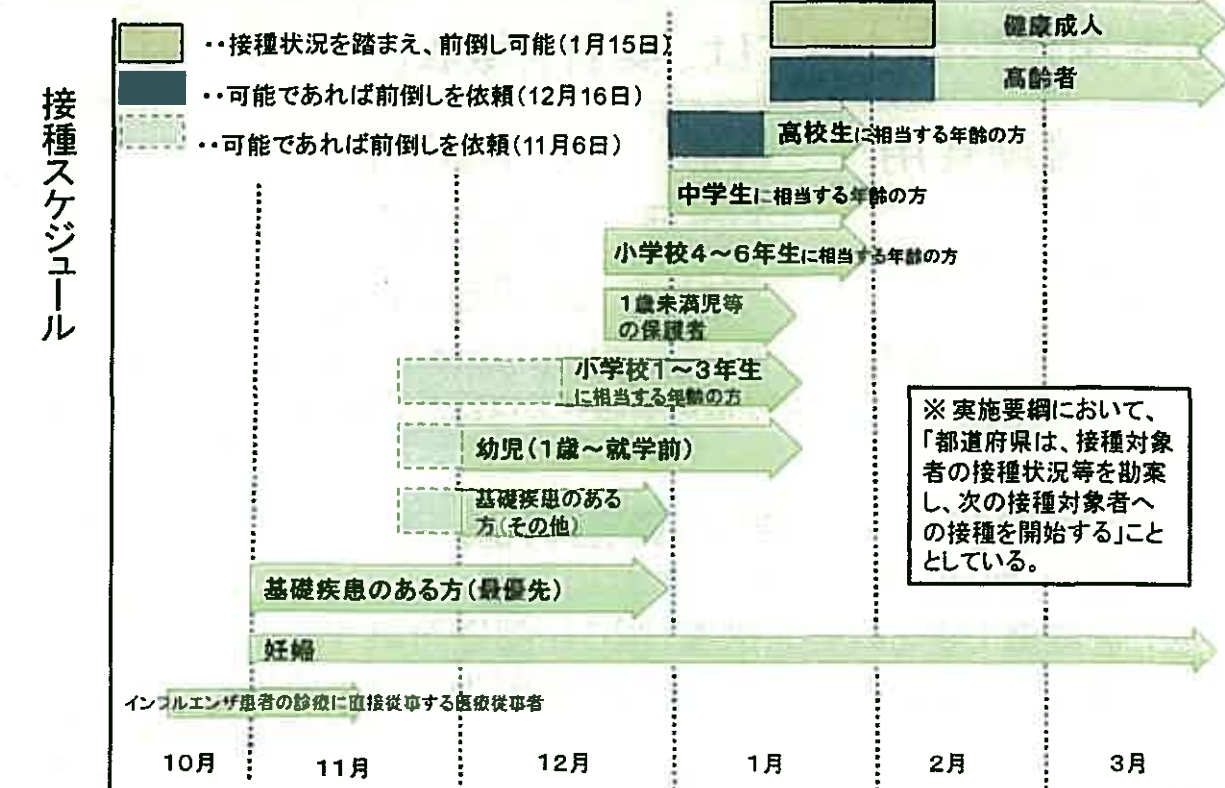 接種スケジュール
‥接種状況を踏まえ、前倒し可能(1月15日)
‥可能であれば前倒しを依頼(12月16日)
‥可能であれば前倒しを依頼(11月6日)
健康成人
高齢者
高校生に相当する年齢の方
中学生に相当する年齢の方
小学校4～6年生に相当する年齢の方
1歳未満児等
の保護者
小学校1～3年生
に相当する年齢の方
幼児(1歳～就学前)
基礎疾患のある
方(その他)
基礎疾患のある方(最優先)
妊婦
インフルエンザ患者の診療に直接従事する医療従事者
※ 実施要綱において、
「都道府県は、接種対象
者の接種状況等を勘案
し、次の接種対象者へ
の接種を開始する」こと
としている。
10月
11月
12月
1月
2月
3月